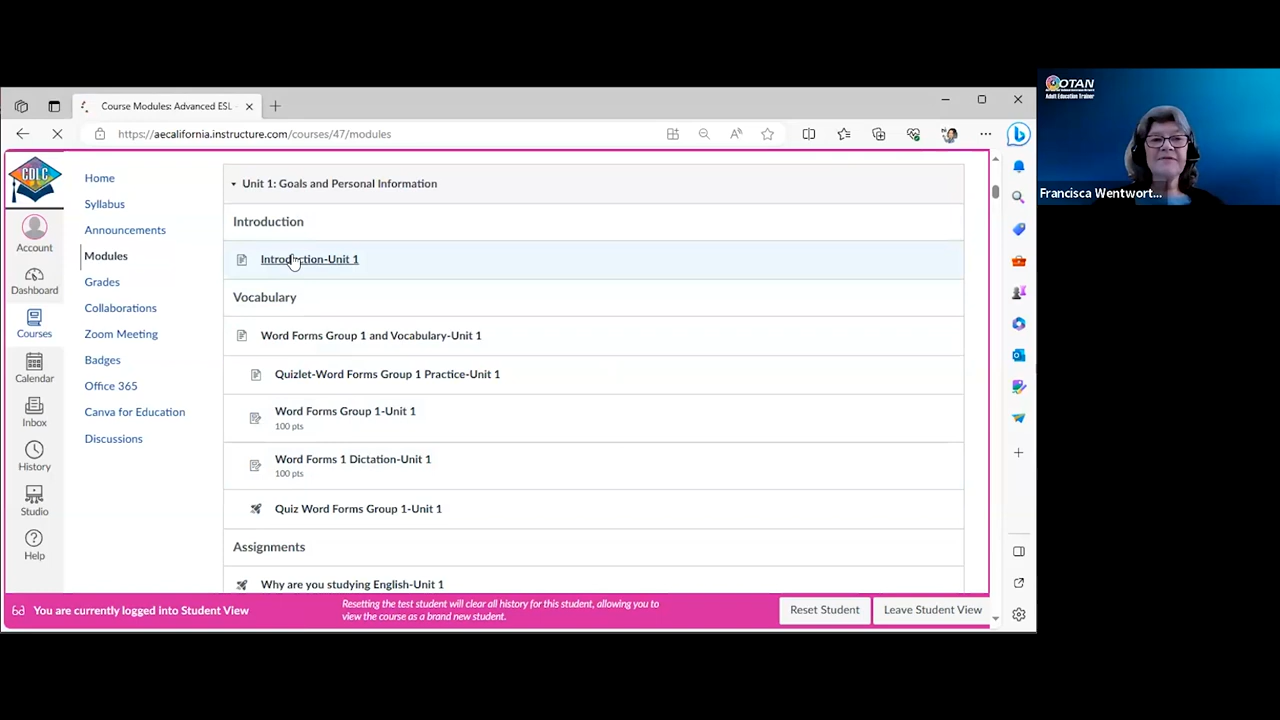 Course Modules: Advanced ESL
https://aecalifornia.instructure.com/courses/47/modules
CDLC
Account
Dashboard
Courses
Calendar
Inbox
History
Studio
Help
Home
Syllabus
Announcements
Modules
Grades
Collaborations
Zoom Meeting
Badges
Office 365
Canva for Education
Discussions
Unit 1: Goals and Personal Information
Introduction
Introduction-Unit 1
Vocabulary
Word Forms Group 1 and Vocabulary-Unit 1
Quizlet-Word Forms Group 1 Practice-Unit 1
Word Forms Group 1-Unit 1
100 pts
Word Forms 1 Dictation-Unit 1
100 pts
Quiz Word Forms Group 1-Unit 1
Assignments
Why are you studying English-Unit 1
You are currently logged into Student View
Resetting the test student will clear all history for this student, allowing you to
view the course as a brand new student.
Reset Student
Leave Student View
OTAN
Adult Education Trainer
Francisca Wentwort...